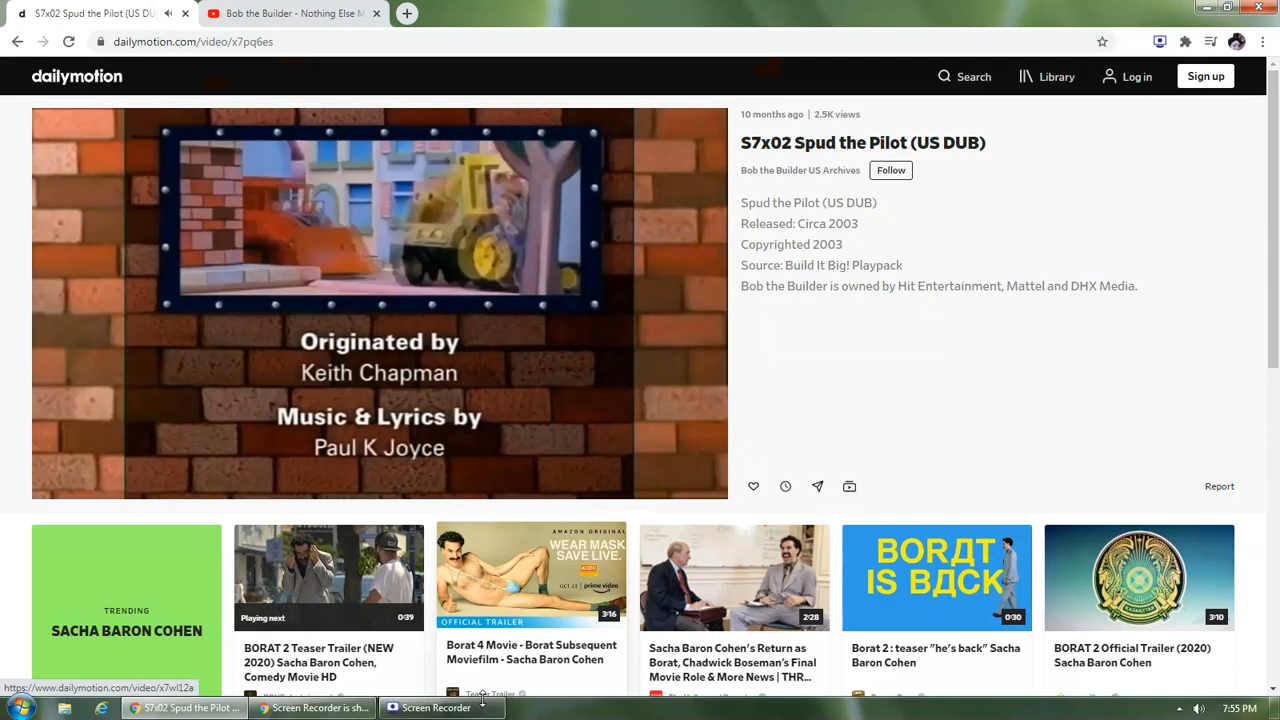 S7x02 Spud the Pilot (US DU
Bob the Builder - Nothing Else M
dailymotion.com/video/x7pq6es
dailymotion
Search
Library
Log in
Sign up
10 months ago | 2.5K views
S7x02 Spud the Pilot (US DUB)
Bob the Builder US Archives
Follow
Spud the Pilot (US DUB)
Released: Circa 2003
Copyrighted 2003
Source: Build It Big! Playpack
Bob the Builder is owned by Hit Entertainment, Mattel and DHX Media.
Originated by
Keith Chapman
Music & Lyrics by
Paul K Joyce
Report
TRENDING
SACHA BARON COHEN
Playing next
0:39
BORAT 2 Teaser Trailer (NEW
2020) Sacha Baron Cohen,
Comedy Movie HD
AMAZON ORIGINAL
WEAR MASK
SAVE LIVE.
OCT 23
prime video
OFFICIAL TRAILER
3:16
Borat 4 Movie - Borat Subsequent
Moviefilm - Sacha Baron Cohen
Teaser Trailer
2:28
Sacha Baron Cohen's Return as
Borat, Chadwick Boseman's Final
Movie Role & More News | THR...
BORДT
IS BДCK
0:30
Borat 2 : teaser "he's back" Sacha
Baron Cohen
3:10
BORAT 2 Official Trailer (2020)
Sacha Baron Cohen
https://www.dailymotion.com/video/x7wl12a
S7x02 Spud the Pilot ...
Screen Recorder is sh...
Screen Recorder
7:55 PM